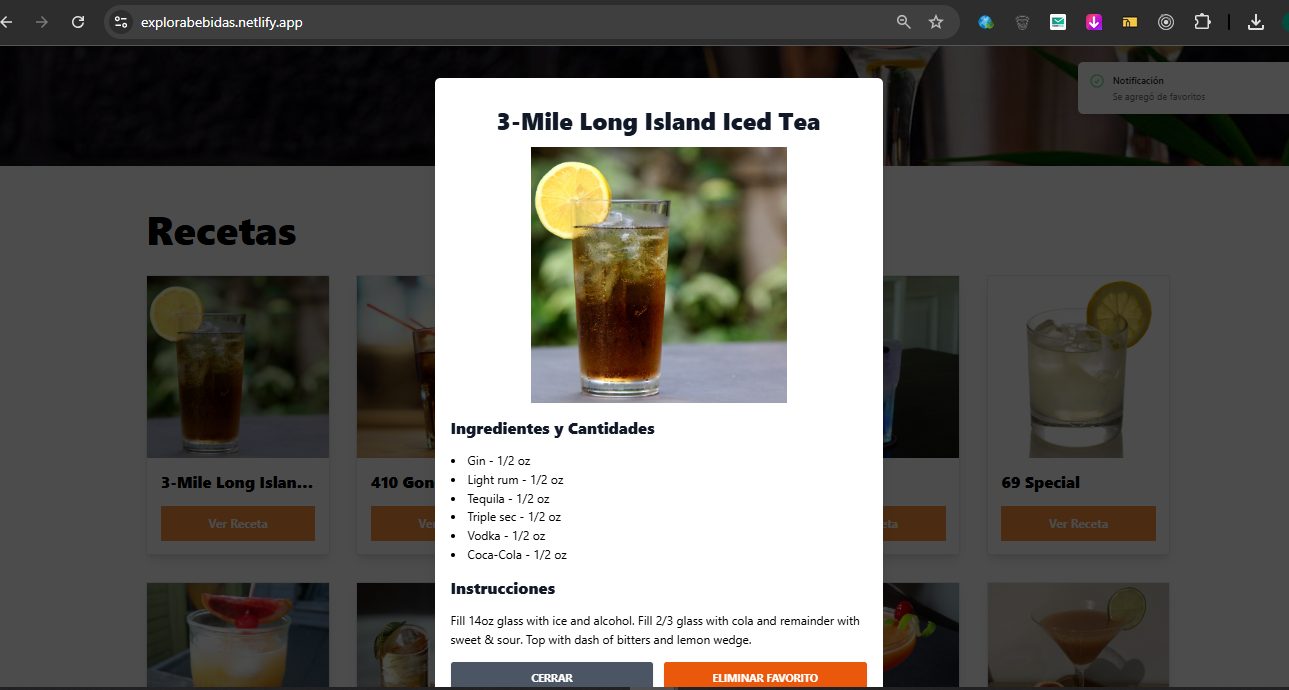 explorabebidas.netlify.app
Notificación
Se agregó de favoritos
3-Mile Long Island Iced Tea
Recetas
Ingredientes y Cantidades
Gin - 1/2 oz
Light rum - 1/2 oz
Tequila - 1/2 oz
Triple sec - 1/2 oz
Vodka - 1/2 oz
Coca-Cola - 1/2 oz
Instrucciones
Fill 14oz glass with ice and alcohol. Fill 2/3 glass with cola and remainder with
sweet & sour. Top with dash of bitters and lemon wedge.
CERRAR
ELIMINAR FAVORITO
3-Mile Long Islan...
Ver Receta
410 Gon
Ve
eta
69 Special
Ver Receta